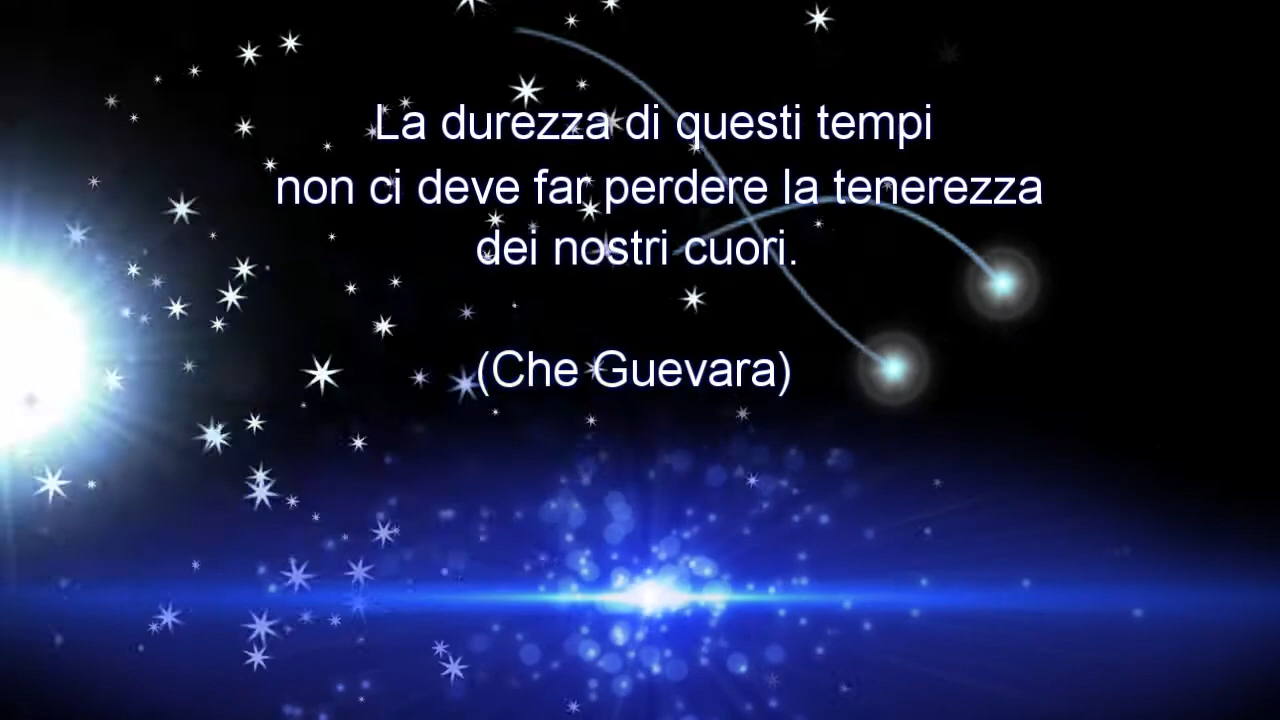 La durezza di questi tempi
non ci deve far perdere la tenerezza
dei nostri cuori.
(Che Guevara)